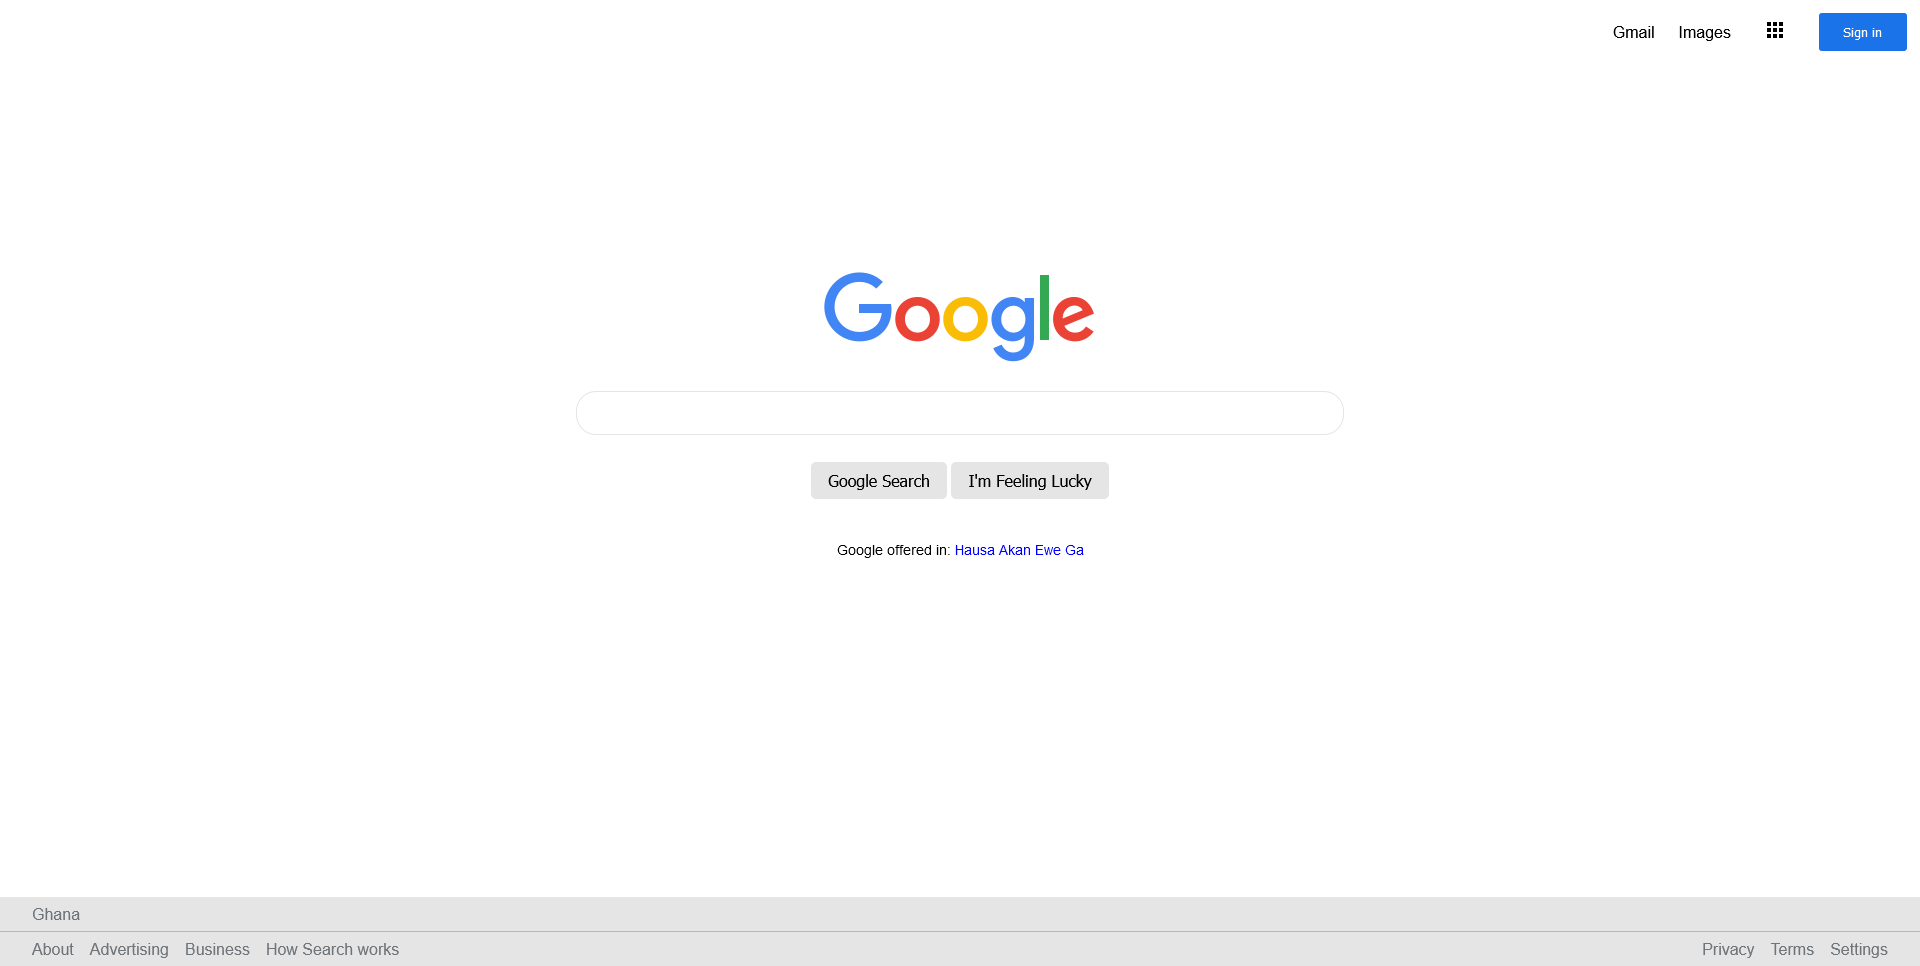 Gmail Images Sign in
Google
Google Search I'm Feeling Lucky
Google offered in: Hausa Akan Ewe Ga
Ghana
About Advertising Business How Search works Privacy Terms Settings